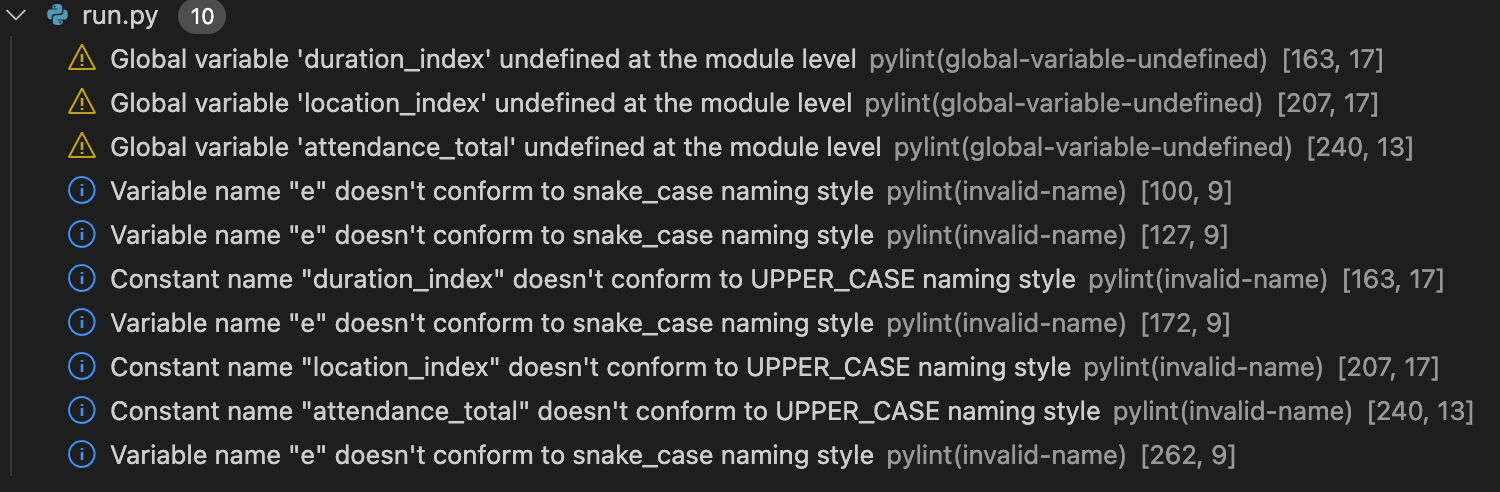 run.py 10
Global variable 'duration_index' undefined at the module level pylint(global-variable-undefined) [163, 17]
Global variable 'location_index' undefined at the module level pylint(global-variable-undefined) [207, 17]
Global variable 'attendance_total' undefined at the module level pylint(global-variable-undefined) [240, 13]
Variable name "e" doesn't conform to snake_case naming style pylint(invalid-name) [100, 9]
Variable name "e" doesn't conform to snake_case naming style pylint(invalid-name) [127, 9]
Constant name "duration_index" doesn't conform to UPPER_CASE naming style pylint(invalid-name) [163, 17]
Variable name "e" doesn't conform to snake_case naming style pylint(invalid-name) [172, 9]
Constant name "location_index" doesn't conform to UPPER_CASE naming style pylint(invalid-name) [207, 17]
Constant name "attendance_total" doesn't conform to UPPER_CASE naming style pylint(invalid-name) [240, 13]
Variable name "e" doesn't conform to snake_case naming style pylint(invalid-name) [262, 9]